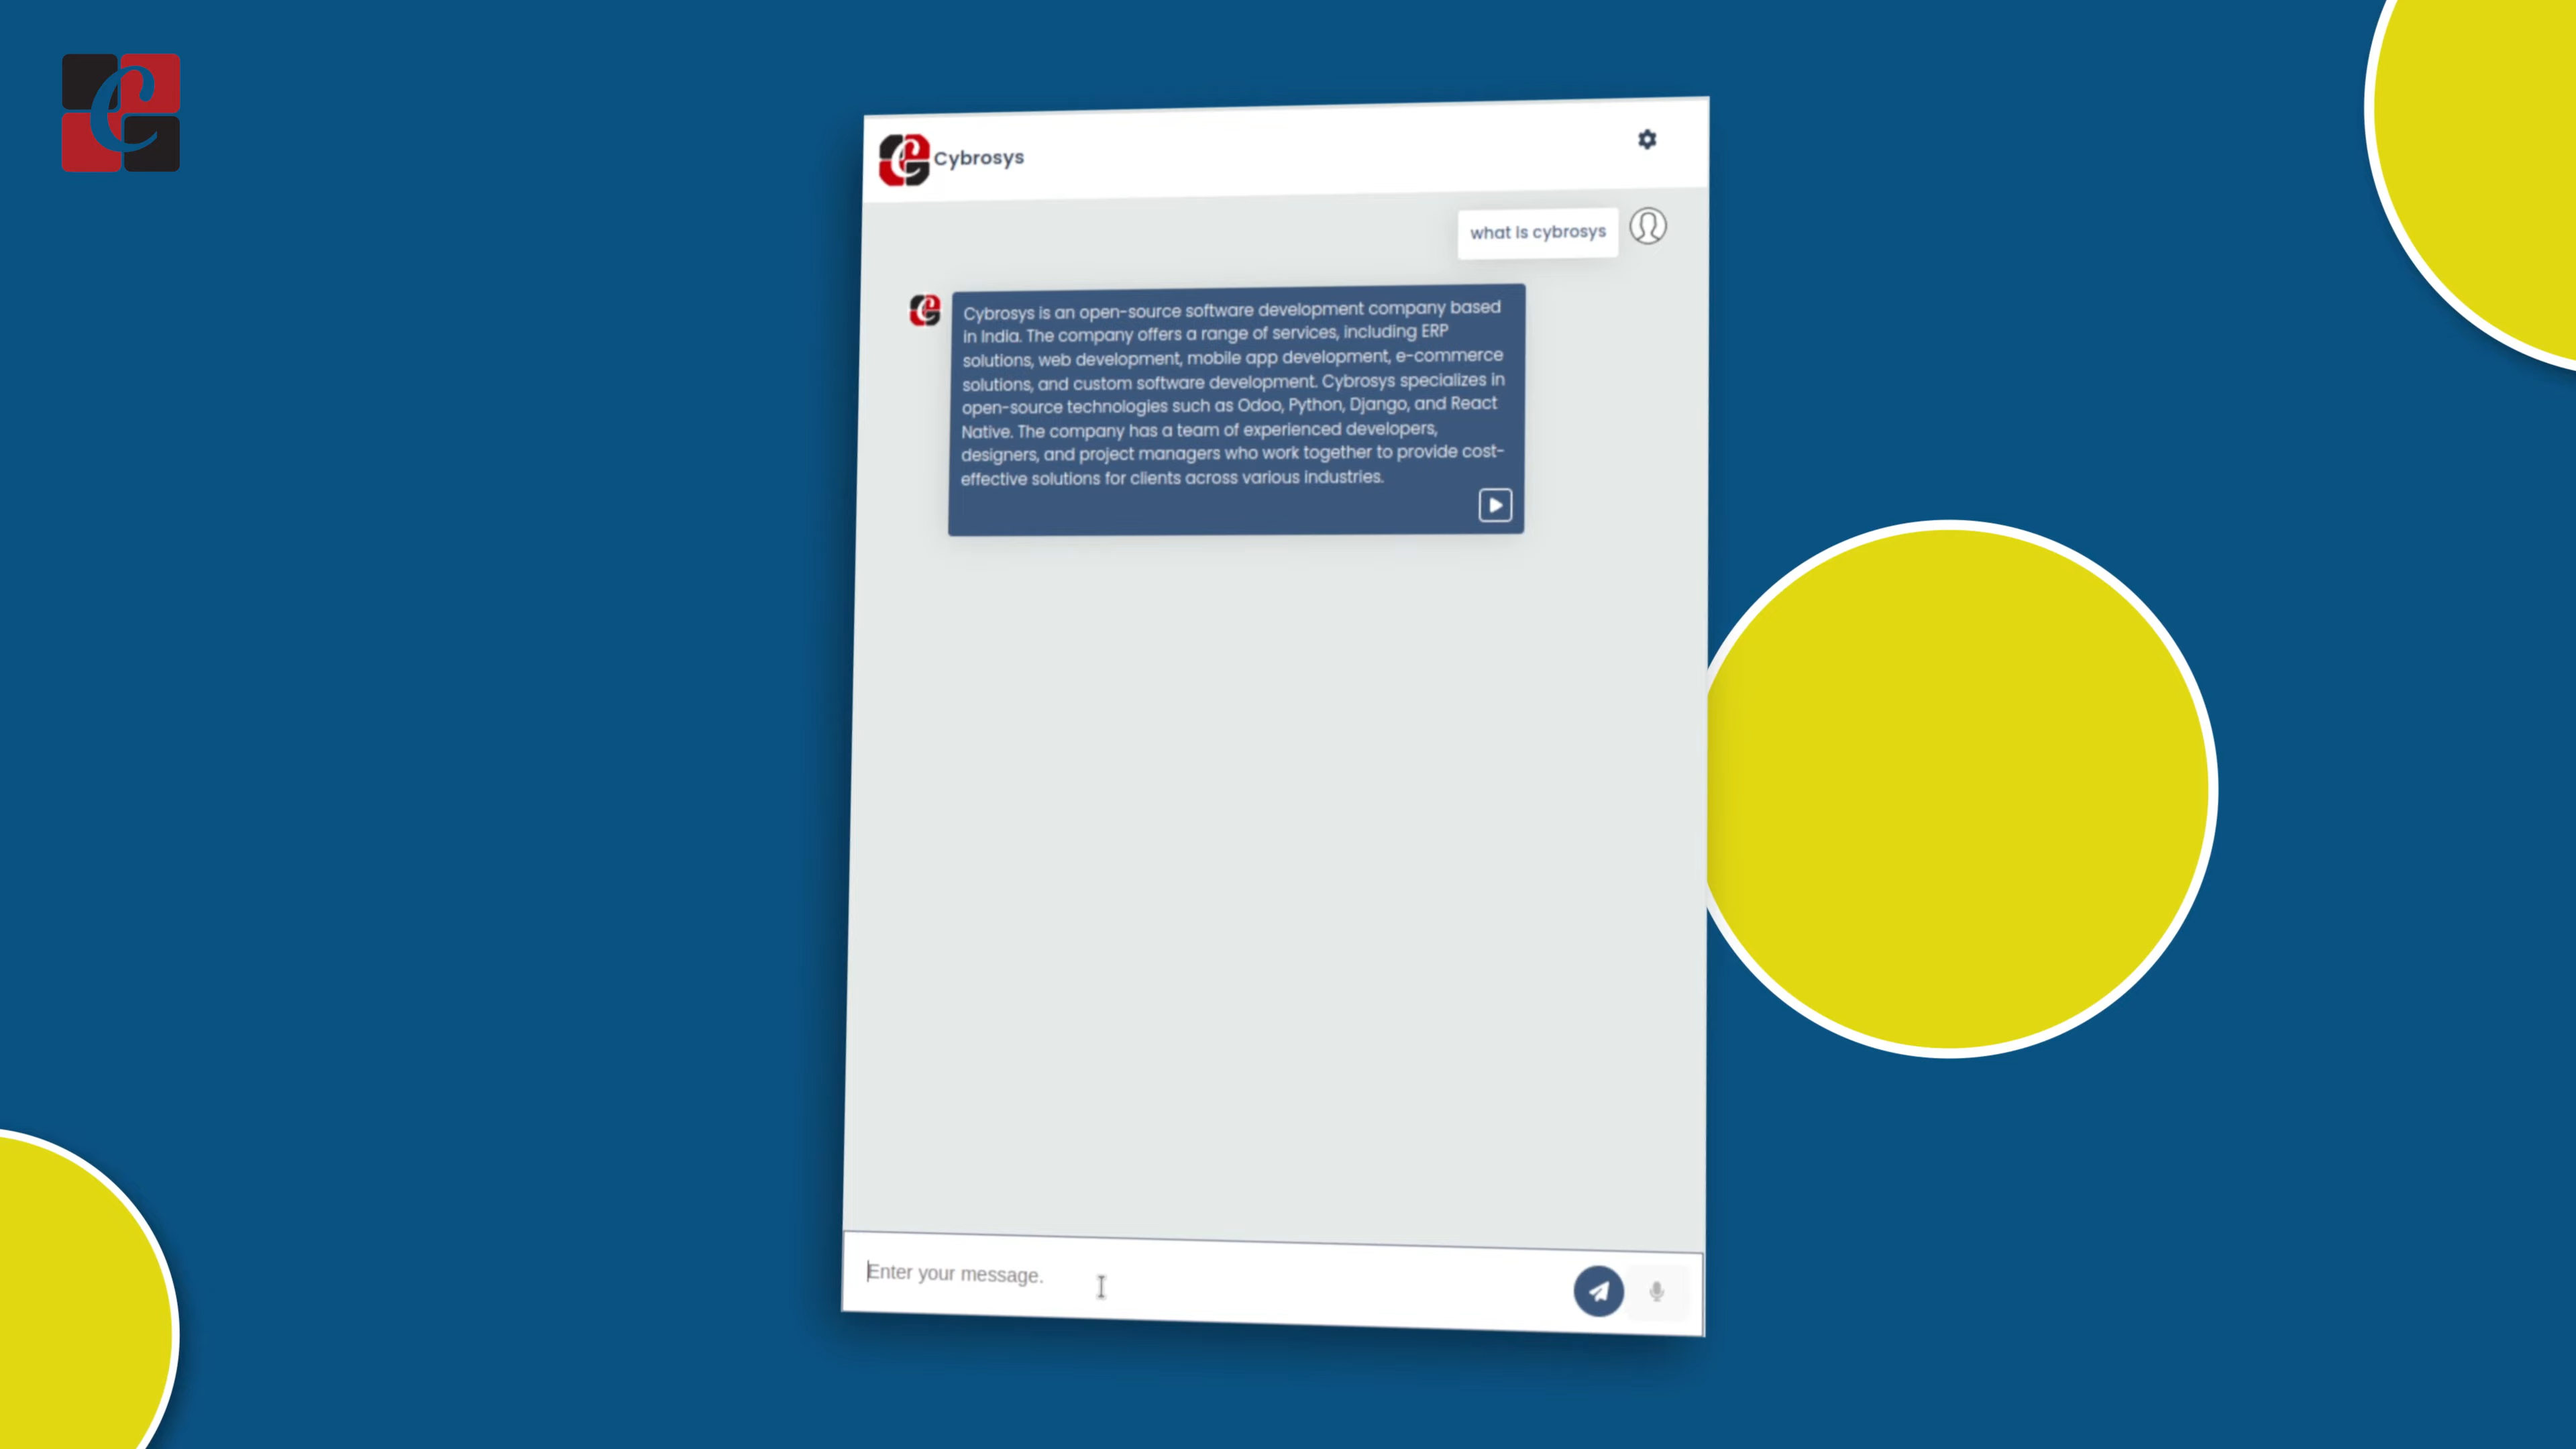 Cybrosys
what is cybrosys
Cybrosys is an open-source software development company based
in India. The company offers a range of services, including ERP
solutions, web development, mobile app development, e-commerce
solutions, and custom software development. Cybrosys specializes in
open-source technologies such as Odoo, Python, Django, and React
Native. The company has a team of experienced developers,
designers, and project managers who work together to provide cost-
effective solutions for clients across various industries.
Enter your message.